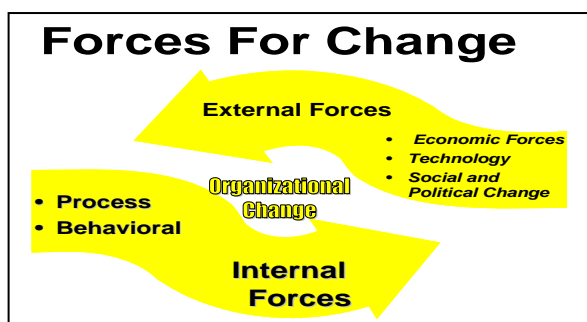 Forces For Change
External Forces
• Economic Forces
• Technology
• Social and
Political Change
Organizational
Change
• Process
• Behavioral
Internal
Forces